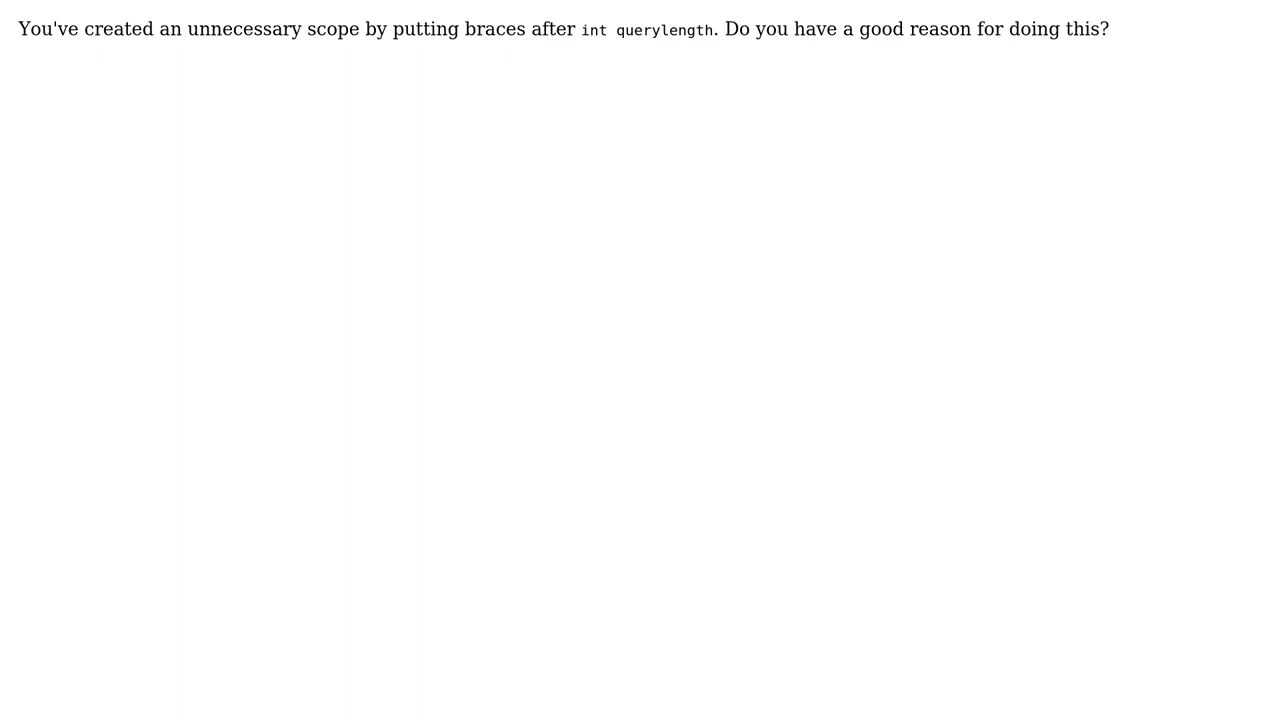 You've created an unnecessary scope by putting braces after int querylength. Do you have a good reason for doing this?